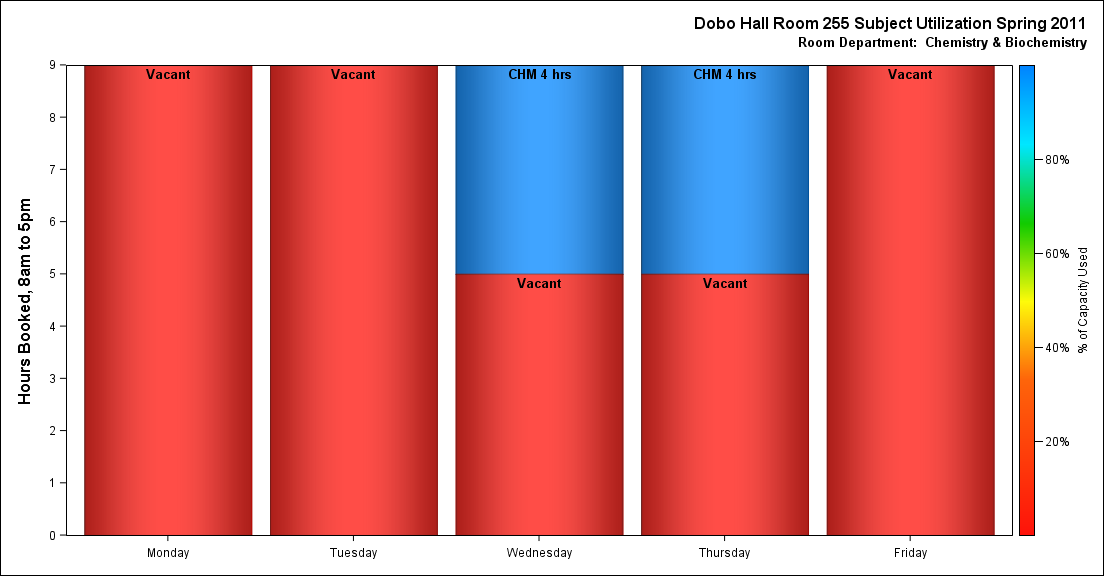 Dobo Hall Room 255 Subject Utilization Spring 2011
Room Department:  Chemistry & Biochemistry
Hours Booked, 8am to 5pm
9
8
7
6
5
4
3
2
1
0
Vacant
Vacant
CHM 4 hrs
CHM 4 hrs
Vacant
Vacant
Vacant
Monday
Tuesday
Wednesday
Thursday
Friday
80%
60%
40%
20%
% of Capacity Used